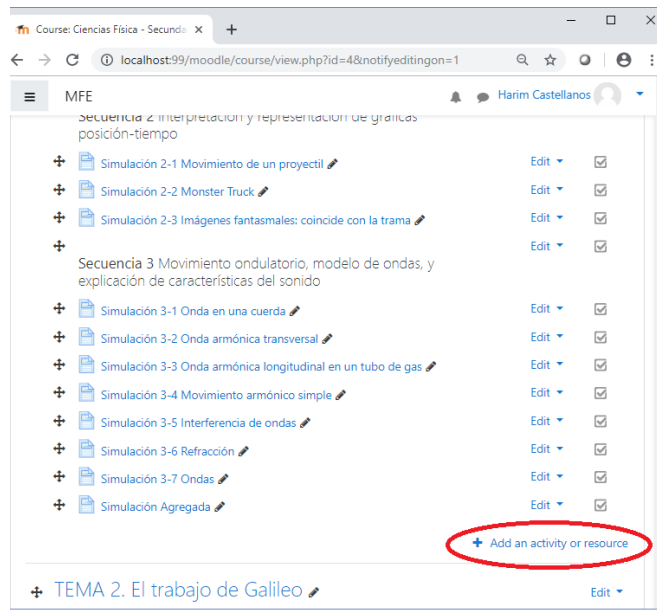 Course: Ciencias Física - Secunda
localhost:99/moodle/course/view.php?id=4&notifyeditingon=1
MFE
Harim Castellanos
Secuencia 2 Interpretación y representación de gráficas
posición-tiempo
Simulación 2-1 Movimiento de un proyectil Edit
Simulación 2-2 Monster Truck Edit
Simulación 2-3 Imágenes fantasmales: coincide con la trama Edit
Edit
Secuencia 3 Movimiento ondulatorio, modelo de ondas, y
explicación de características del sonido
Simulación 3-1 Onda en una cuerda Edit
Simulación 3-2 Onda armónica transversal Edit
Simulación 3-3 Onda armónica longitudinal en un tubo de gas Edit
Simulación 3-4 Movimiento armónico simple Edit
Simulación 3-5 Interferencia de ondas Edit
Simulación 3-6 Refracción Edit
Simulación 3-7 Ondas Edit
Simulación Agregada Edit
+ Add an activity or resource
TEMA 2. El trabajo de Galileo Edit